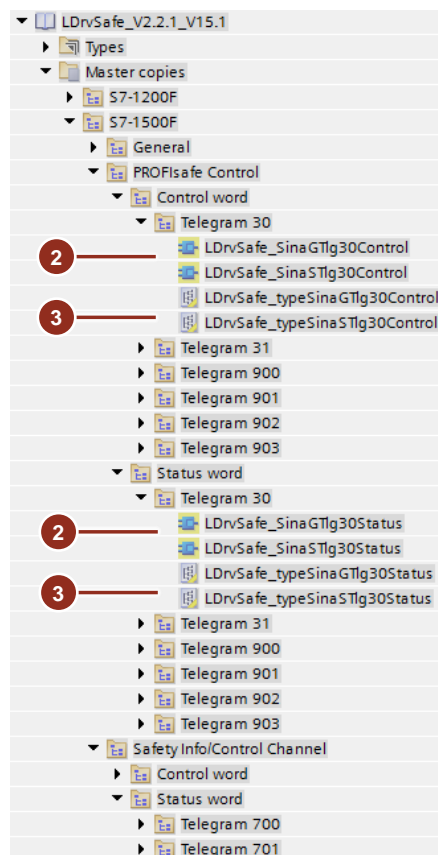 LDrvSafe_V2.2.1_V15.1
Types
Master copies
S7-1200F
S7-1500F
General
PROFIsafe Control
Control word
Telegram 30
2 LDrvSafe_SinaGTlg30Control
LDrvSafe_SinaSTlg30Control
LDrvSafe_typeSinaGTlg30Control
3 LDrvSafe_typeSinaSTlg30Control
Telegram 31
Telegram 900
Telegram 901
Telegram 902
Telegram 903
Status word
Telegram 30
2 LDrvSafe_SinaGTlg30Status
LDrvSafe_SinaSTlg30Status
LDrvSafe_typeSinaGTlg30Status
3 LDrvSafe_typeSinaSTlg30Status
Telegram 31
Telegram 900
Telegram 901
Telegram 902
Telegram 903
Safety Info/Control Channel
Control word
Status word
Telegram 700
Telegram 701